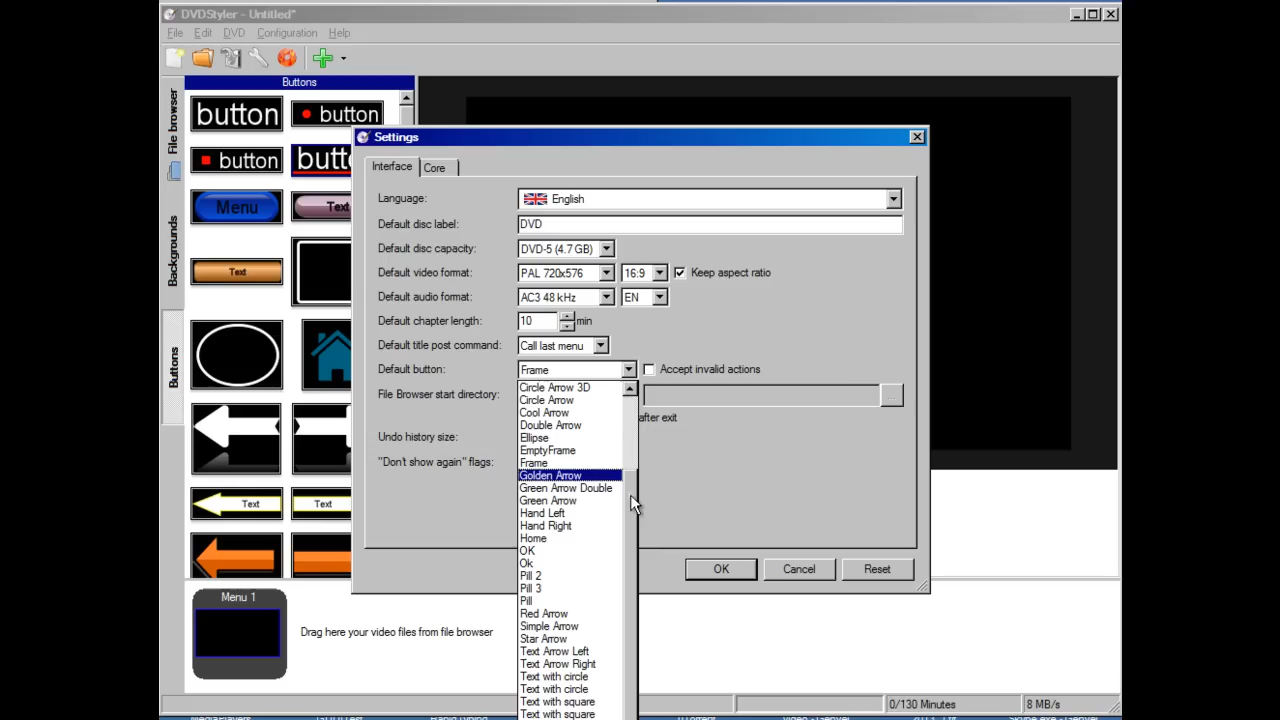 DVDStyler - Untitled*
File Edit DVD Configuration Help
Buttons
File browser
Backgrounds
Buttons
button
button
button
Menu
Text
Text
Text
Text
Settings
Interface Core
Language: English
Default disc label: DVD
Default disc capacity: DVD-5 (4.7 GB)
Default video format: PAL 720x576 16:9 Keep aspect ratio
Default audio format: AC3 48 kHz EN
Default chapter length: 10 min
Default title post command: Call last menu
Default button: Frame Accept invalid actions
File Browser start directory: ...
after exit
Undo history size:
"Don't show again" flags:
Circle Arrow 3D
Circle Arrow
Cool Arrow
Double Arrow
Ellipse
EmptyFrame
Frame
Golden Arrow
Green Arrow Double
Green Arrow
Hand Left
Hand Right
Home
OK
Ok
Pill 2
Pill 3
Pill
Red Arrow
Simple Arrow
Star Arrow
Text Arrow Left
Text Arrow Right
Text with circle
Text with circle
Text with square
Text with square
OK Cancel Reset
Menu 1
Drag here your video files from file browser
0/130 Minutes 8 MB/s